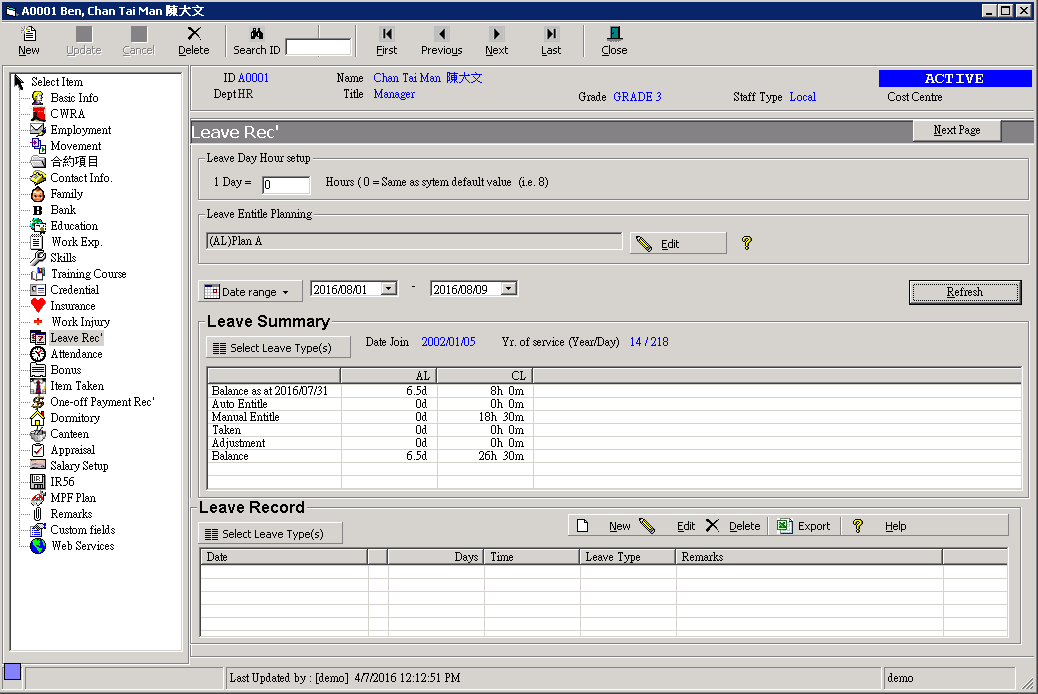 A0001 Ben, Chan Tai Man 陳大文
New Update Cancel Delete Search ID First Previous Next Last Close
Select Item
Basic Info
CWRA
Employment
Movement
合約項目
Contact Info.
Family
Bank
Education
Work Exp.
Skills
Training Course
Credential
Insurance
Work Injury
Leave Rec'
Attendance
Bonus
Item Taken
One-off Payment Rec'
Dormitory
Canteen
Appraisal
Salary Setup
IR56
MPF Plan
Remarks
Custom fields
Web Services
ID A0001 Name Chan Tai Man 陳大文 ACTIVE
Dept HR Title Manager Grade GRADE 3 Staff Type Local Cost Centre
Leave Rec' Next Page
Leave Day Hour setup
1 Day = 0 Hours ( 0 = Same as sytem default value (i.e. 8)
Leave Entitle Planning
(AL)Plan A Edit ?
Date range 2016/08/01 - 2016/08/09 Refresh
Leave Summary
Select Leave Type(s) Date Join 2002/01/05 Yr. of service (Year/Day) 14 / 218
AL CL
Balance as at 2016/07/31 6.5d 8h 0m
Auto Entitle 0d 0h 0m
Manual Entitle 0d 18h 30m
Taken 0d 0h 0m
Adjustment 0d 0h 0m
Balance 6.5d 26h 30m
Leave Record
Select Leave Type(s) New Edit Delete Export ? Help
Date Days Time Leave Type Remarks
Last Updated by : [demo] 4/7/2016 12:12:51 PM demo